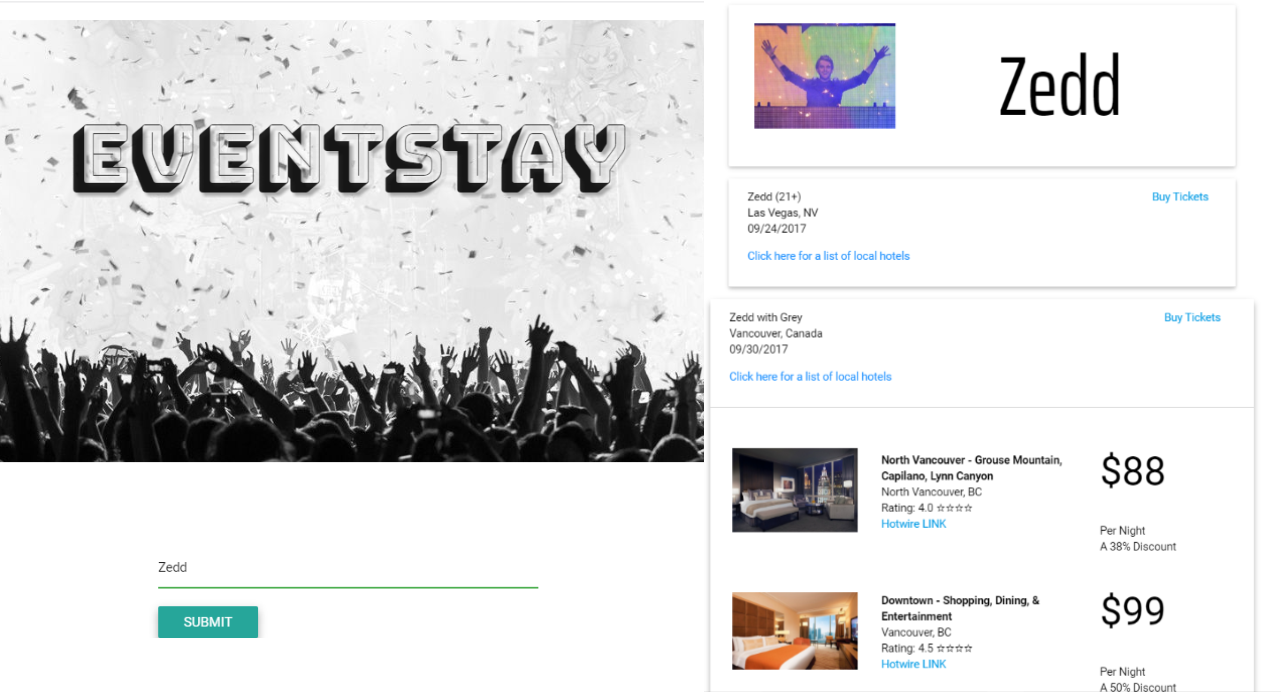 EVENTSTAY
Zedd
SUBMIT
Zedd
Zedd (21+)
Buy Tickets
Las Vegas, NV
09/24/2017
Click here for a list of local hotels
Zedd with Grey
Buy Tickets
Vancouver, Canada
09/30/2017
Click here for a list of local hotels
North Vancouver - Grouse Mountain,
Capilano, Lynn Canyon
North Vancouver, BC
Rating: 4.0 ☆☆☆☆
Hotwire LINK
$88
Per Night
A 38% Discount
Downtown - Shopping, Dining, &
Entertainment
Vancouver, BC
Rating: 4.5 ☆☆☆☆
Hotwire LINK
$99
Per Night
A 50% Discount